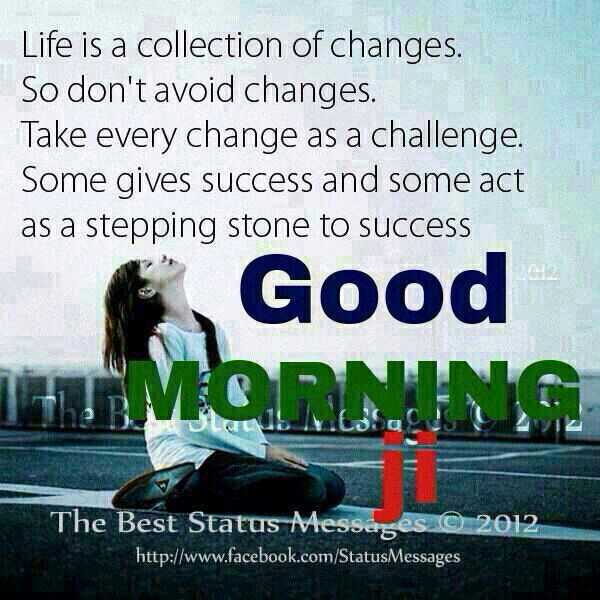 Life is a collection of changes.
So don't avoid changes.
Take every change as a challenge.
Some gives success and some act
as a stepping stone to success
Good 2012
MORNING
The Best Status Messages © 2012
ji
The Best Status Messages © 2012
http://www.facebook.com/StatusMessages